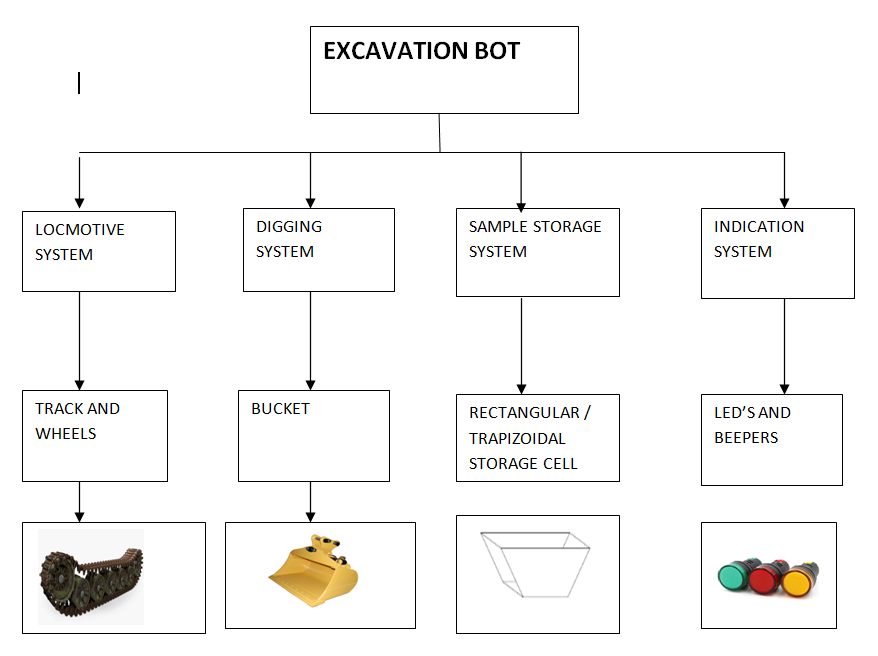 EXCAVATION BOT
LOCMOTIVE
SYSTEM
DIGGING
SYSTEM
SAMPLE STORAGE
SYSTEM
INDICATION
SYSTEM
TRACK AND
WHEELS
BUCKET
RECTANGULAR /
TRAPIZOIDAL
STORAGE CELL
LED'S AND
BEEPERS